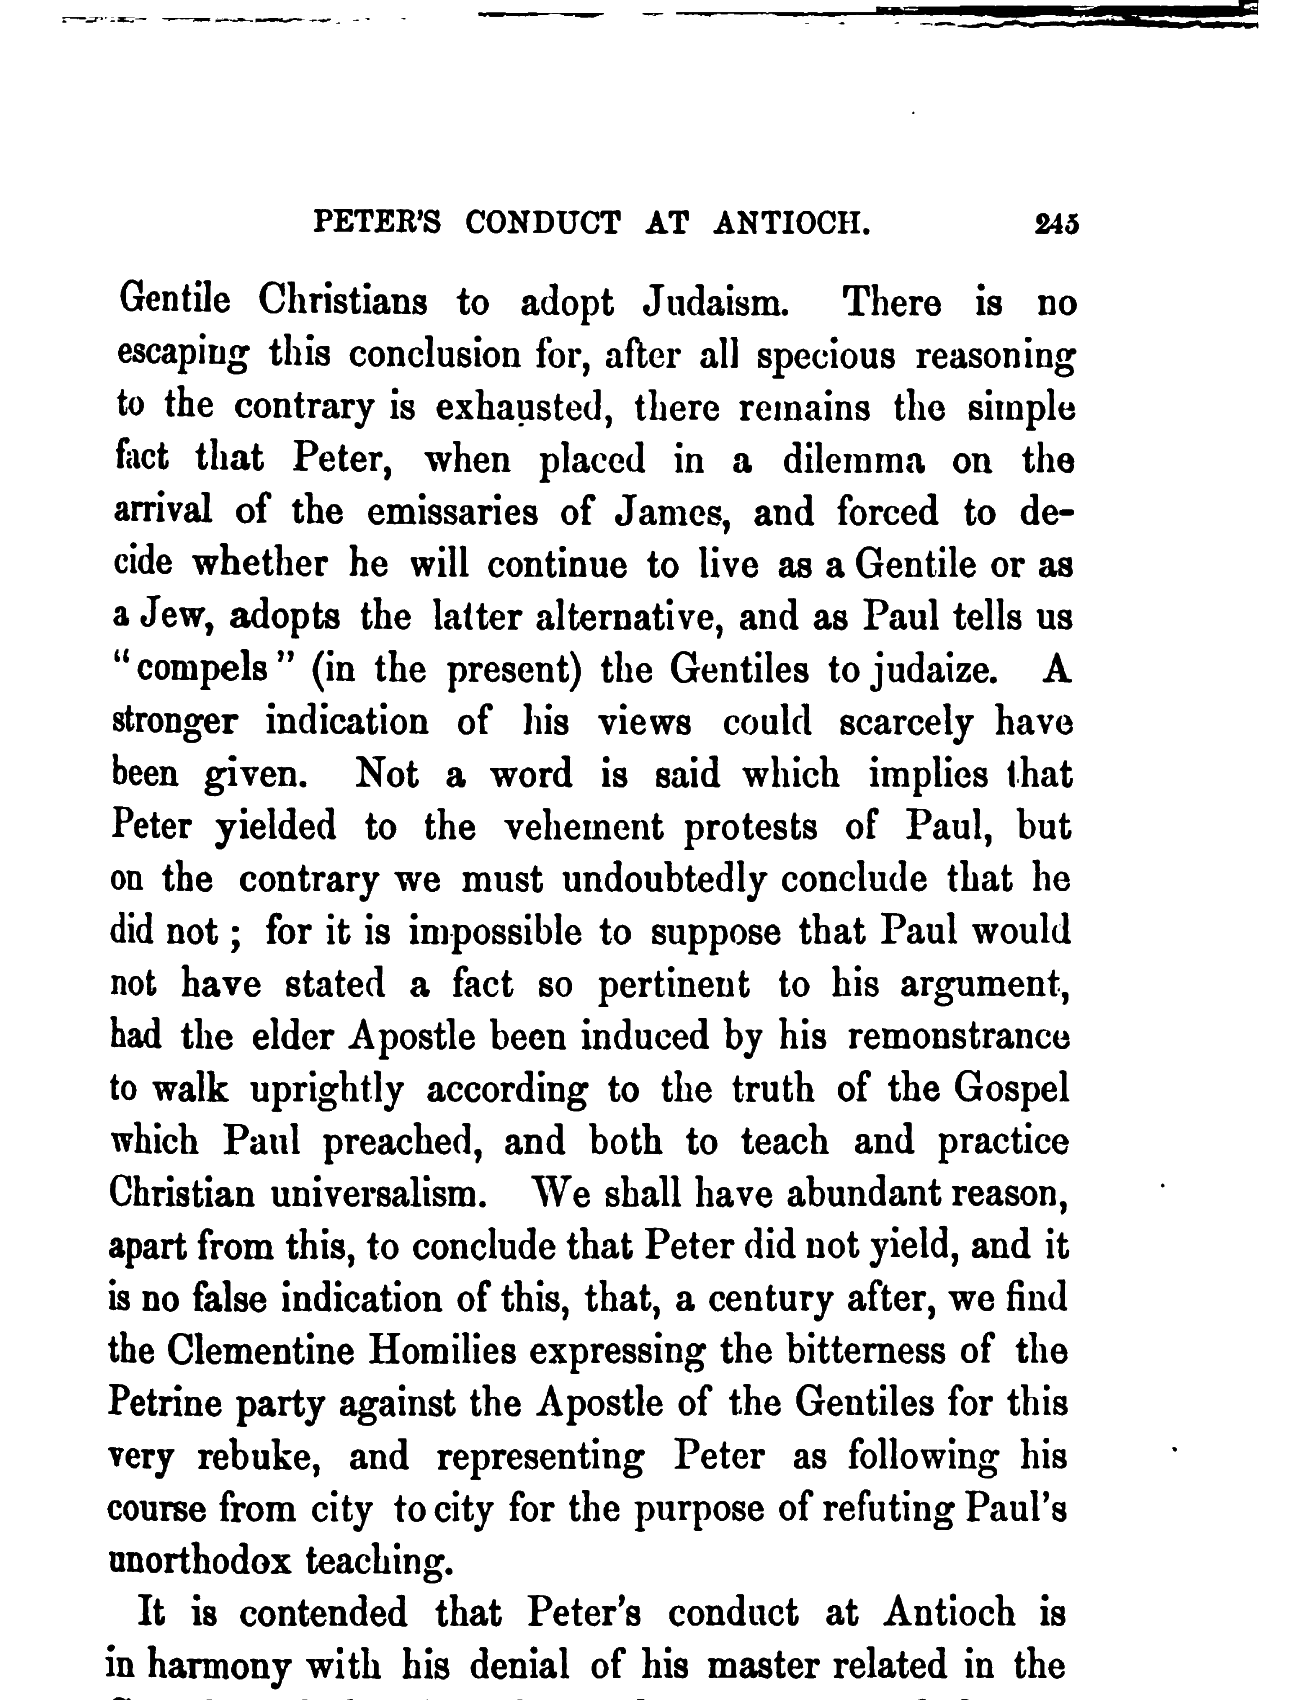 PETER'S CONDUCT AT ANTIOCH. 245
Gentile Christians to adopt Judaism. There is no
escaping this conclusion for, after all specious reasoning
to the contrary is exhausted, there remains the simple
fact that Peter, when placed in a dilemma on the
arrival of the emissaries of James, and forced to de-
cide whether he will continue to live as a Gentile or as
a Jew, adopts the latter alternative, and as Paul tells us
“compels” (in the present) the Gentiles to judaize. A
stronger indication of his views could scarcely have
been given. Not a word is said which implies that
Peter yielded to the vehement protests of Paul, but
on the contrary we must undoubtedly conclude that he
did not ; for it is impossible to suppose that Paul would
not have stated a fact so pertinent to his argument,
had the elder Apostle been induced by his remonstrance
to walk uprightly according to the truth of the Gospel
which Paul preached, and both to teach and practice
Christian universalism. We shall have abundant reason,
apart from this, to conclude that Peter did not yield, and it
is no false indication of this, that, a century after, we find
the Clementine Homilies expressing the bitterness of the
Petrine party against the Apostle of the Gentiles for this
very rebuke, and representing Peter as following his
course from city to city for the purpose of refuting Paul's
unorthodox teaching.
It is contended that Peter's conduct at Antioch is
in harmony with his denial of his master related in the